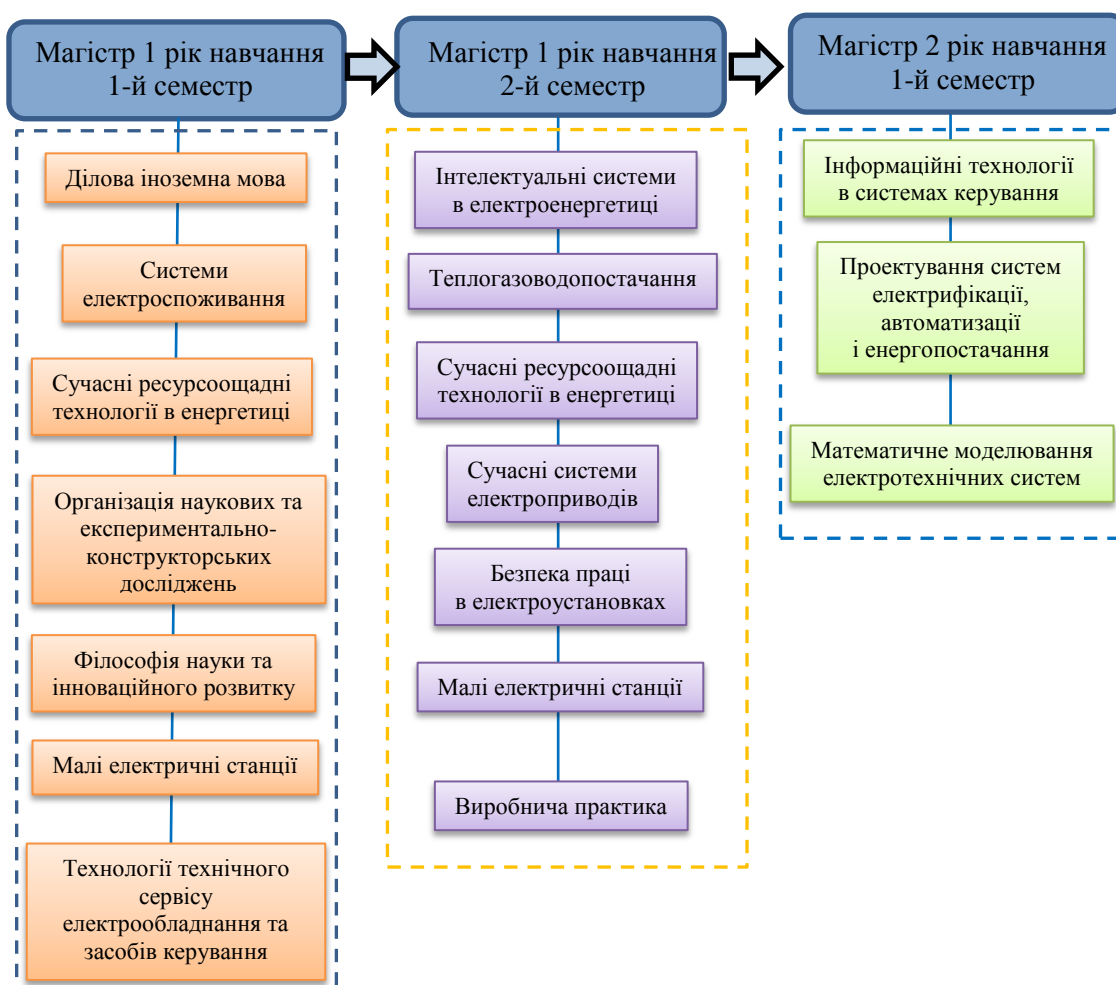 Магістр 1 рік навчання
1-й семестр
Магістр 1 рік навчання
2-й семестр
Магістр 2 рік навчання
1-й семестр
Ділова іноземна мова
Системи
електроспоживання
Сучасні ресурсоощадні
технології в енергетиці
Організація наукових та
експериментально-
конструкторських
досліджень
Філософія науки та
інноваційного розвитку
Малі електричні станції
Технології технічного
сервісу
електрообладнання та
засобів керування
Інтелектуальні системи
в електроенергетиці
Теплогазоводопостачання
Сучасні ресурсоощадні
технології в енергетиці
Сучасні системи
електроприводів
Безпека праці
в електроустановках
Малі електричні станції
Виробнича практика
Інформаційні технології
в системах керування
Проектування систем
електрифікації,
автоматизації
і енергопостачання
Математичне моделювання
електротехнічних систем